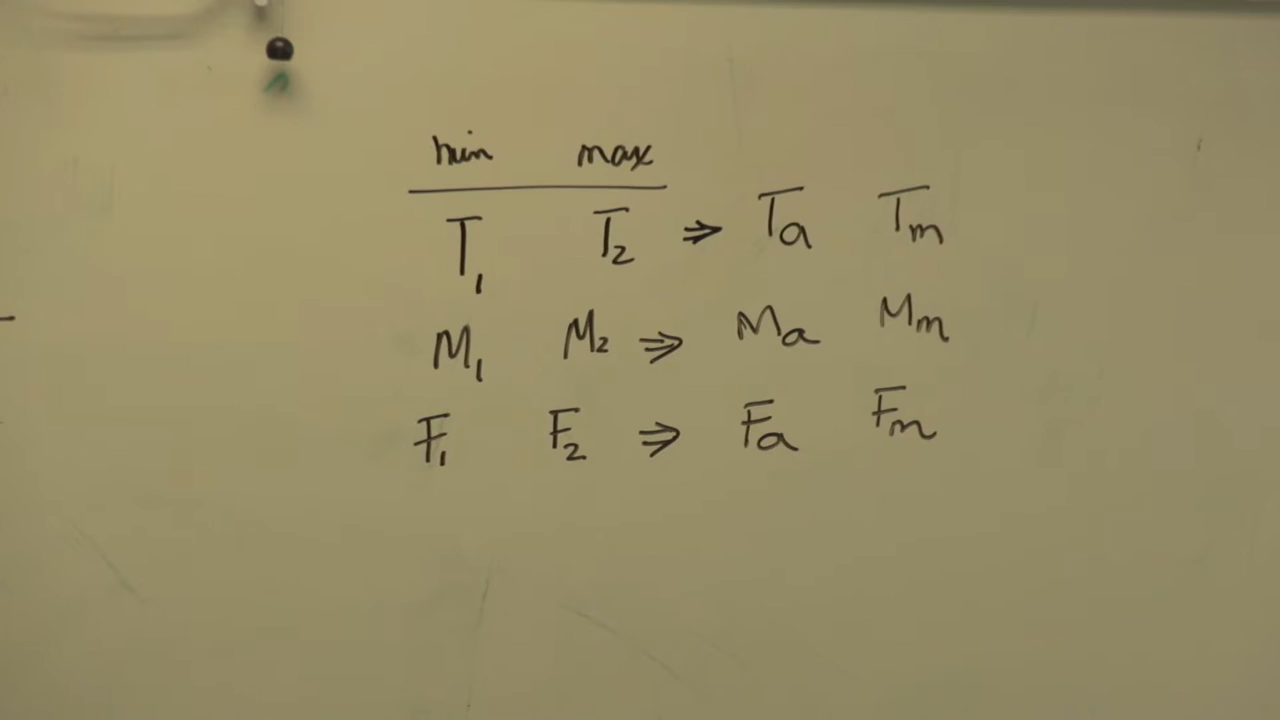 min max
T₁ T₂ ⇒ Ta Tm
M₁ M₂ ⇒ Ma Mm
F₁ F₂ ⇒ Fa Fm